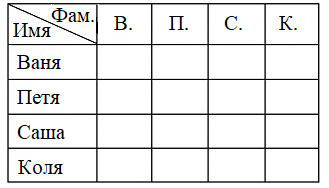 Фам. В. П. С. К.
Имя
Ваня
Петя
Саша
Коля